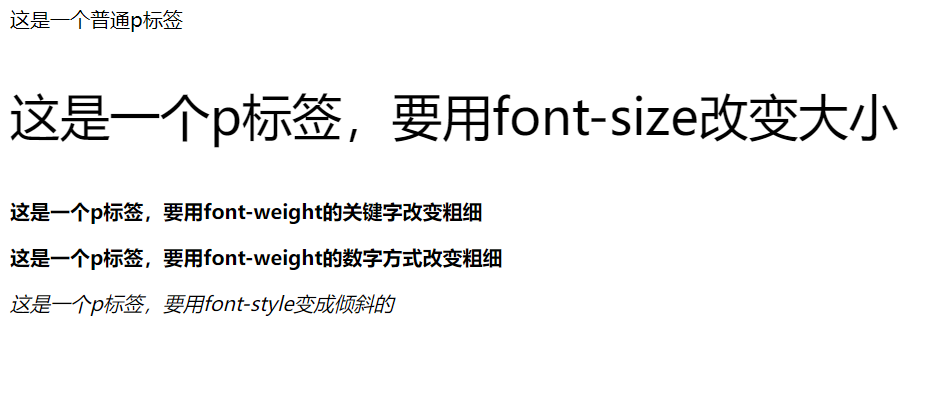 这是一个普通p标签
这是一个p标签，要用font-size改变大小
这是一个p标签，要用font-weight的关键字改变粗细
这是一个p标签，要用font-weight的数字方式改变粗细
这是一个p标签，要用font-style变成倾斜的